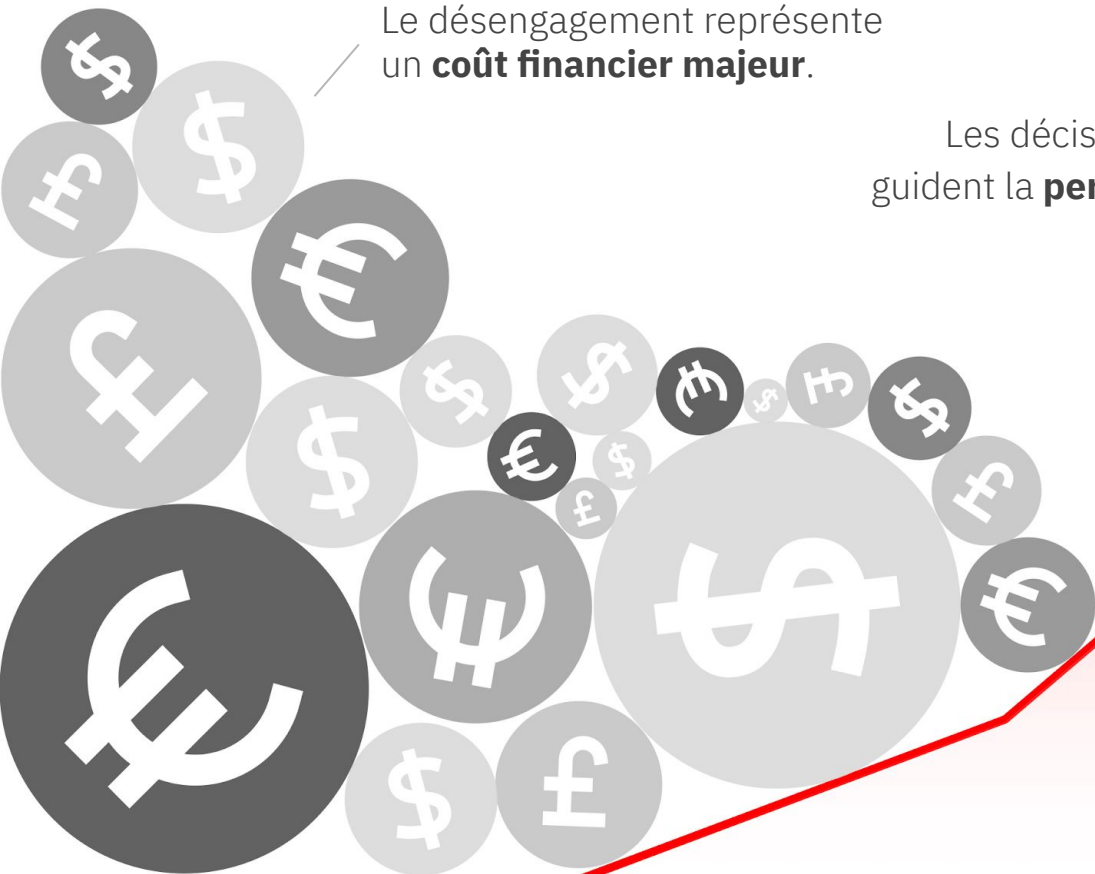 Le désengagement représente
un coût financier majeur.
Les décis
guident la per